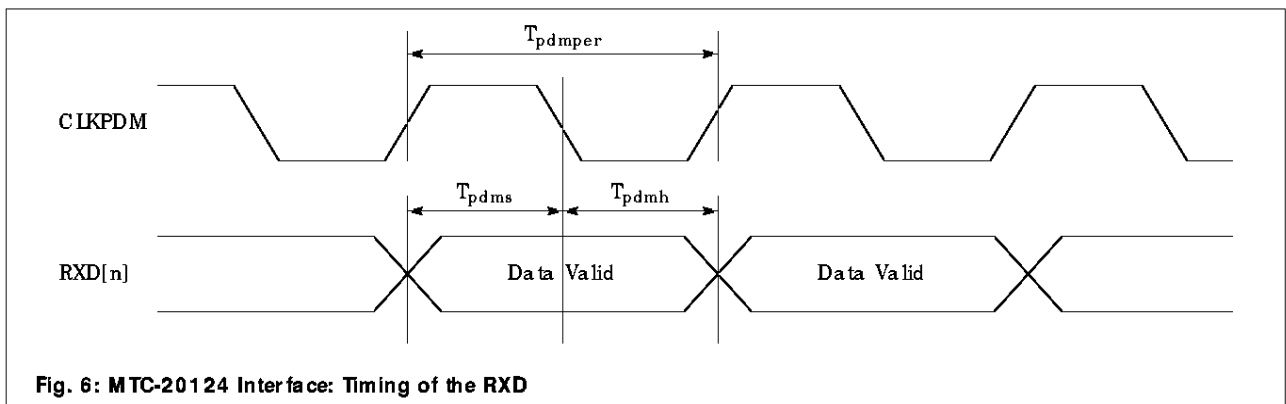 Tpdmper
CLKPDM
Tpdms
Tpdmh
RXD[n]
Data Valid
Data Valid
Fig. 6: MTC-20124 Interface: Timing of the RXD